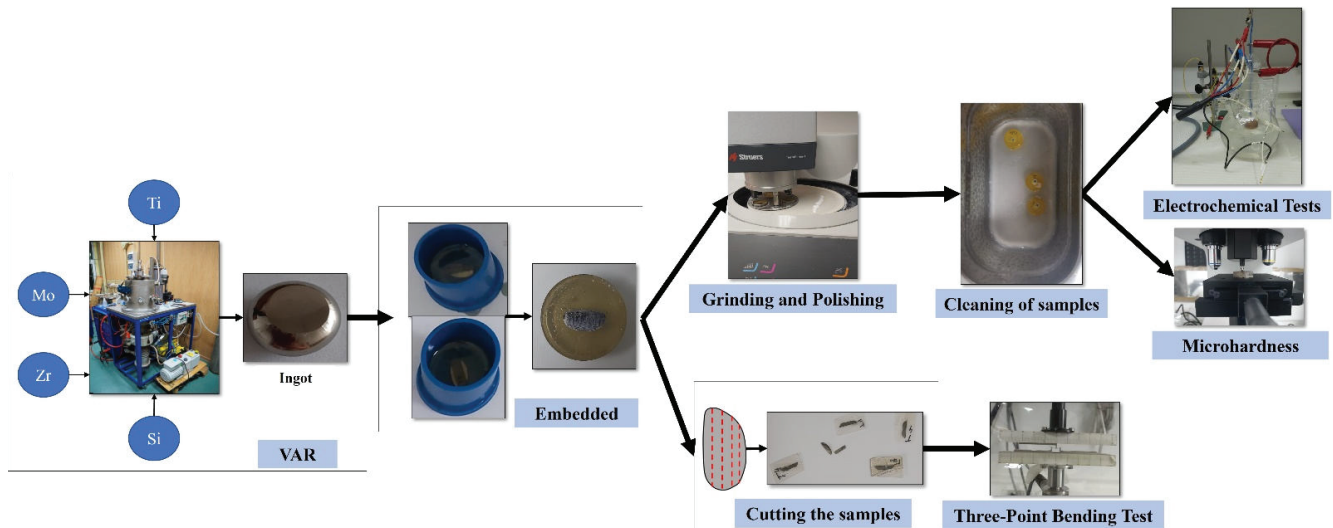 Ti
Mo
Zr
Si
VAR
Ingot
Embedded
Struers
Grinding and Polishing
Cleaning of samples
Electrochemical Tests
Microhardness
Cutting the samples
Three-Point Bending Test